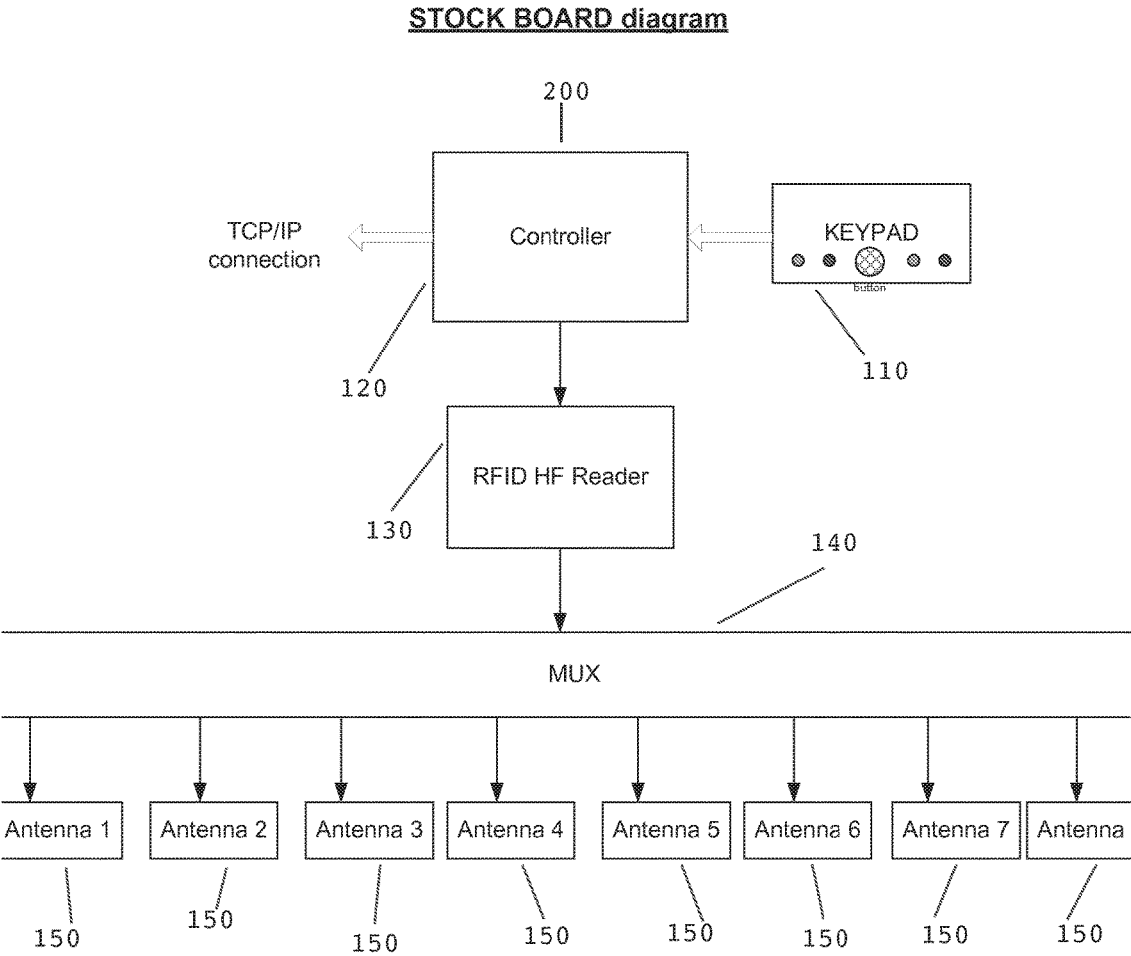 STOCK BOARD diagram
200
TCP/IP
connection
Controller
KEYPAD
button
120
110
RFID HF Reader
130
140
MUX
Antenna 1
Antenna 2
Antenna 3
Antenna 4
Antenna 5
Antenna 6
Antenna 7
Antenna
150
150
150
150
150
150
150
150